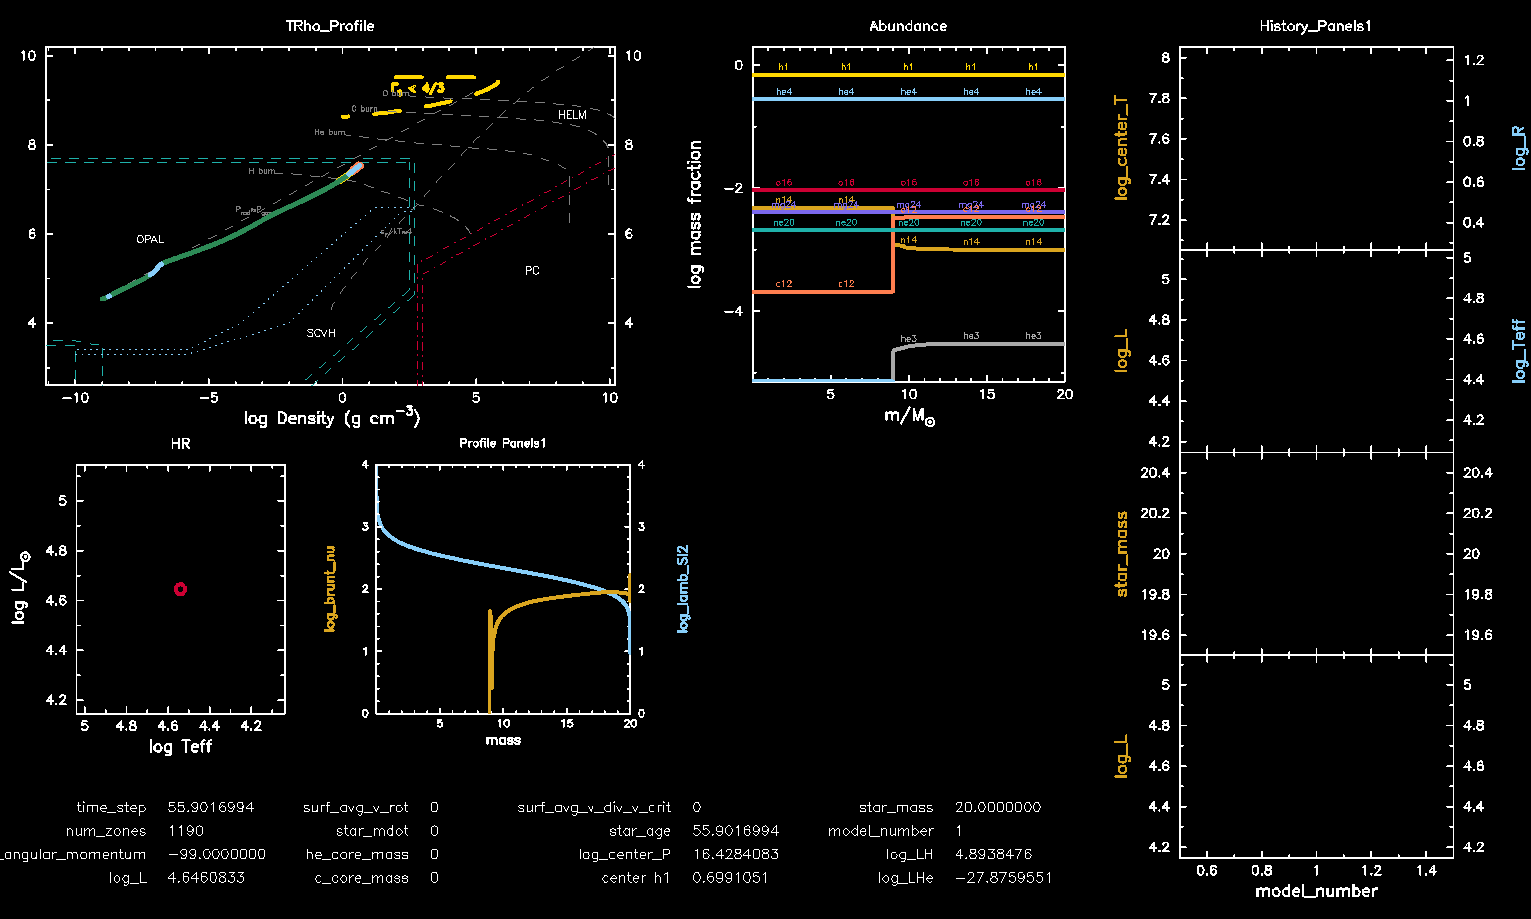 TRho_Profile
10
8
6
4
10
8
6
4
−10
−5
0
5
10
log Density (g cm−3)
Γ1 < 4/3
O burn
C burn
He burn
H burn
HELM
OPAL
SCVH
PC
Abundance
log mass fraction
0
−2
−4
h1 h1 h1 h1 h1
he4 he4 he4 he4 he4
o16 o16 o16 o16 o16
n14 n14
mg24 mg24 mg24 mg24 mg24
c12 c12 c12
ne20 ne20 ne20 ne20 ne20
n14 n14 n14
c12 c12
he3 he3 he3
5 10 15 20
m/M⊙
History_Panels1
log_center_T
8
7.8
7.6
7.4
7.2
log_R
1.2
1
0.8
0.6
0.4
log_L
5
4.8
4.6
4.4
4.2
log_Teff
5
4.8
4.6
4.4
4.2
star_mass
20.4
20.2
20
19.8
19.6
20.4
20.2
20
19.8
19.6
log_L
5
4.8
4.6
4.4
4.2
5
4.8
4.6
4.4
4.2
0.6 0.8 1 1.2 1.4
model_number
HR
log L/L⊙
5
4.8
4.6
4.4
4.2
5 4.8 4.6 4.4 4.2
log Teff
Profile Panels1
log_brunt_nu
4
3
2
1
0
4
3
2
1
0
log_lamb_Sl2
5 10 15 20
mass
time_step 55.9016994 surf_avg_v_rot 0 surf_avg_v_div_v_crit 0 star_mass 20.0000000
num_zones 1190 star_mdot 0 star_age 55.9016994 model_number 1
_angular_momentum −99.0000000 he_core_mass 0 log_center_P 16.4284083 log_LH 4.8938476
log_L 4.6460833 c_core_mass 0 center h1 0.6991051 log_LHe −27.8759551